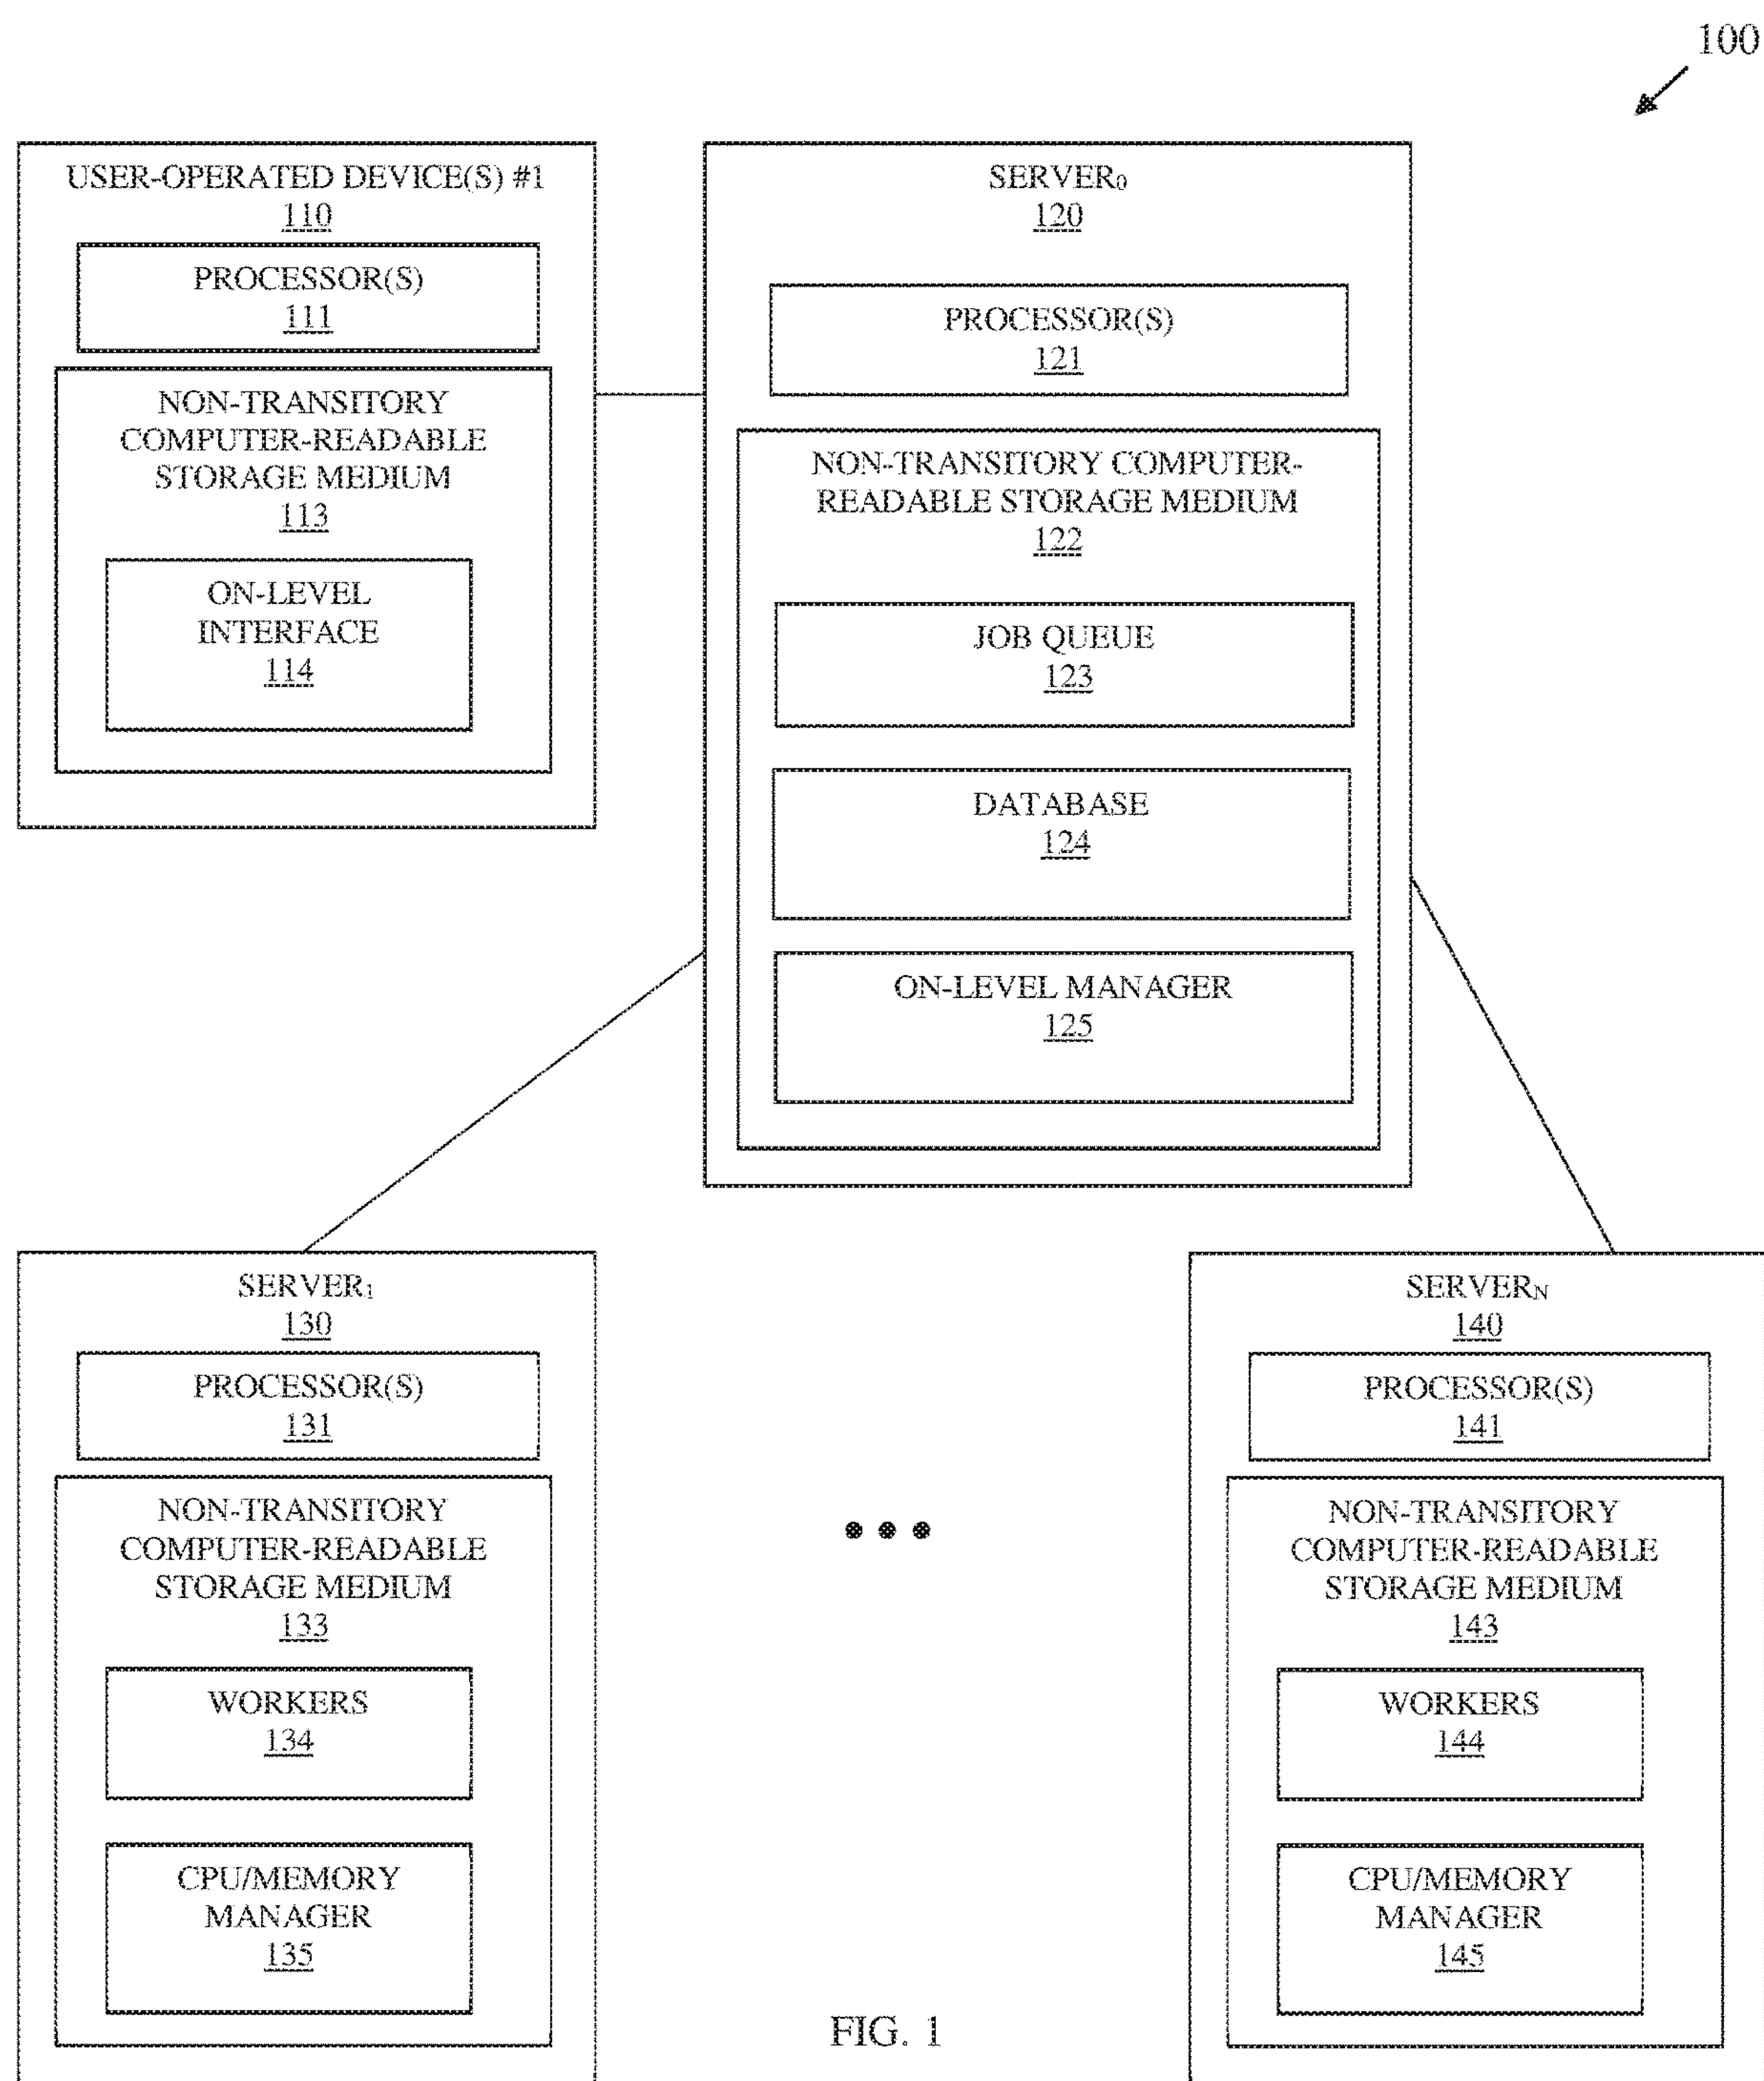 100
USER-OPERATED DEVICE(S) #1
110
PROCESSOR(S)
111
NON-TRANSITORY
COMPUTER-READABLE
STORAGE MEDIUM
113
ON-LEVEL
INTERFACE
114
SERVER₀
120
PROCESSOR(S)
121
NON-TRANSITORY COMPUTER-
READABLE STORAGE MEDIUM
122
JOB QUEUE
123
DATABASE
124
ON-LEVEL MANAGER
125
SERVER₁
130
PROCESSOR(S)
131
NON-TRANSITORY
COMPUTER-READABLE
STORAGE MEDIUM
133
WORKERS
134
CPU/MEMORY
MANAGER
135
SERVER_N
140
PROCESSOR(S)
141
NON-TRANSITORY
COMPUTER-READABLE
STORAGE MEDIUM
143
WORKERS
144
CPU/MEMORY
MANAGER
145
FIG. 1